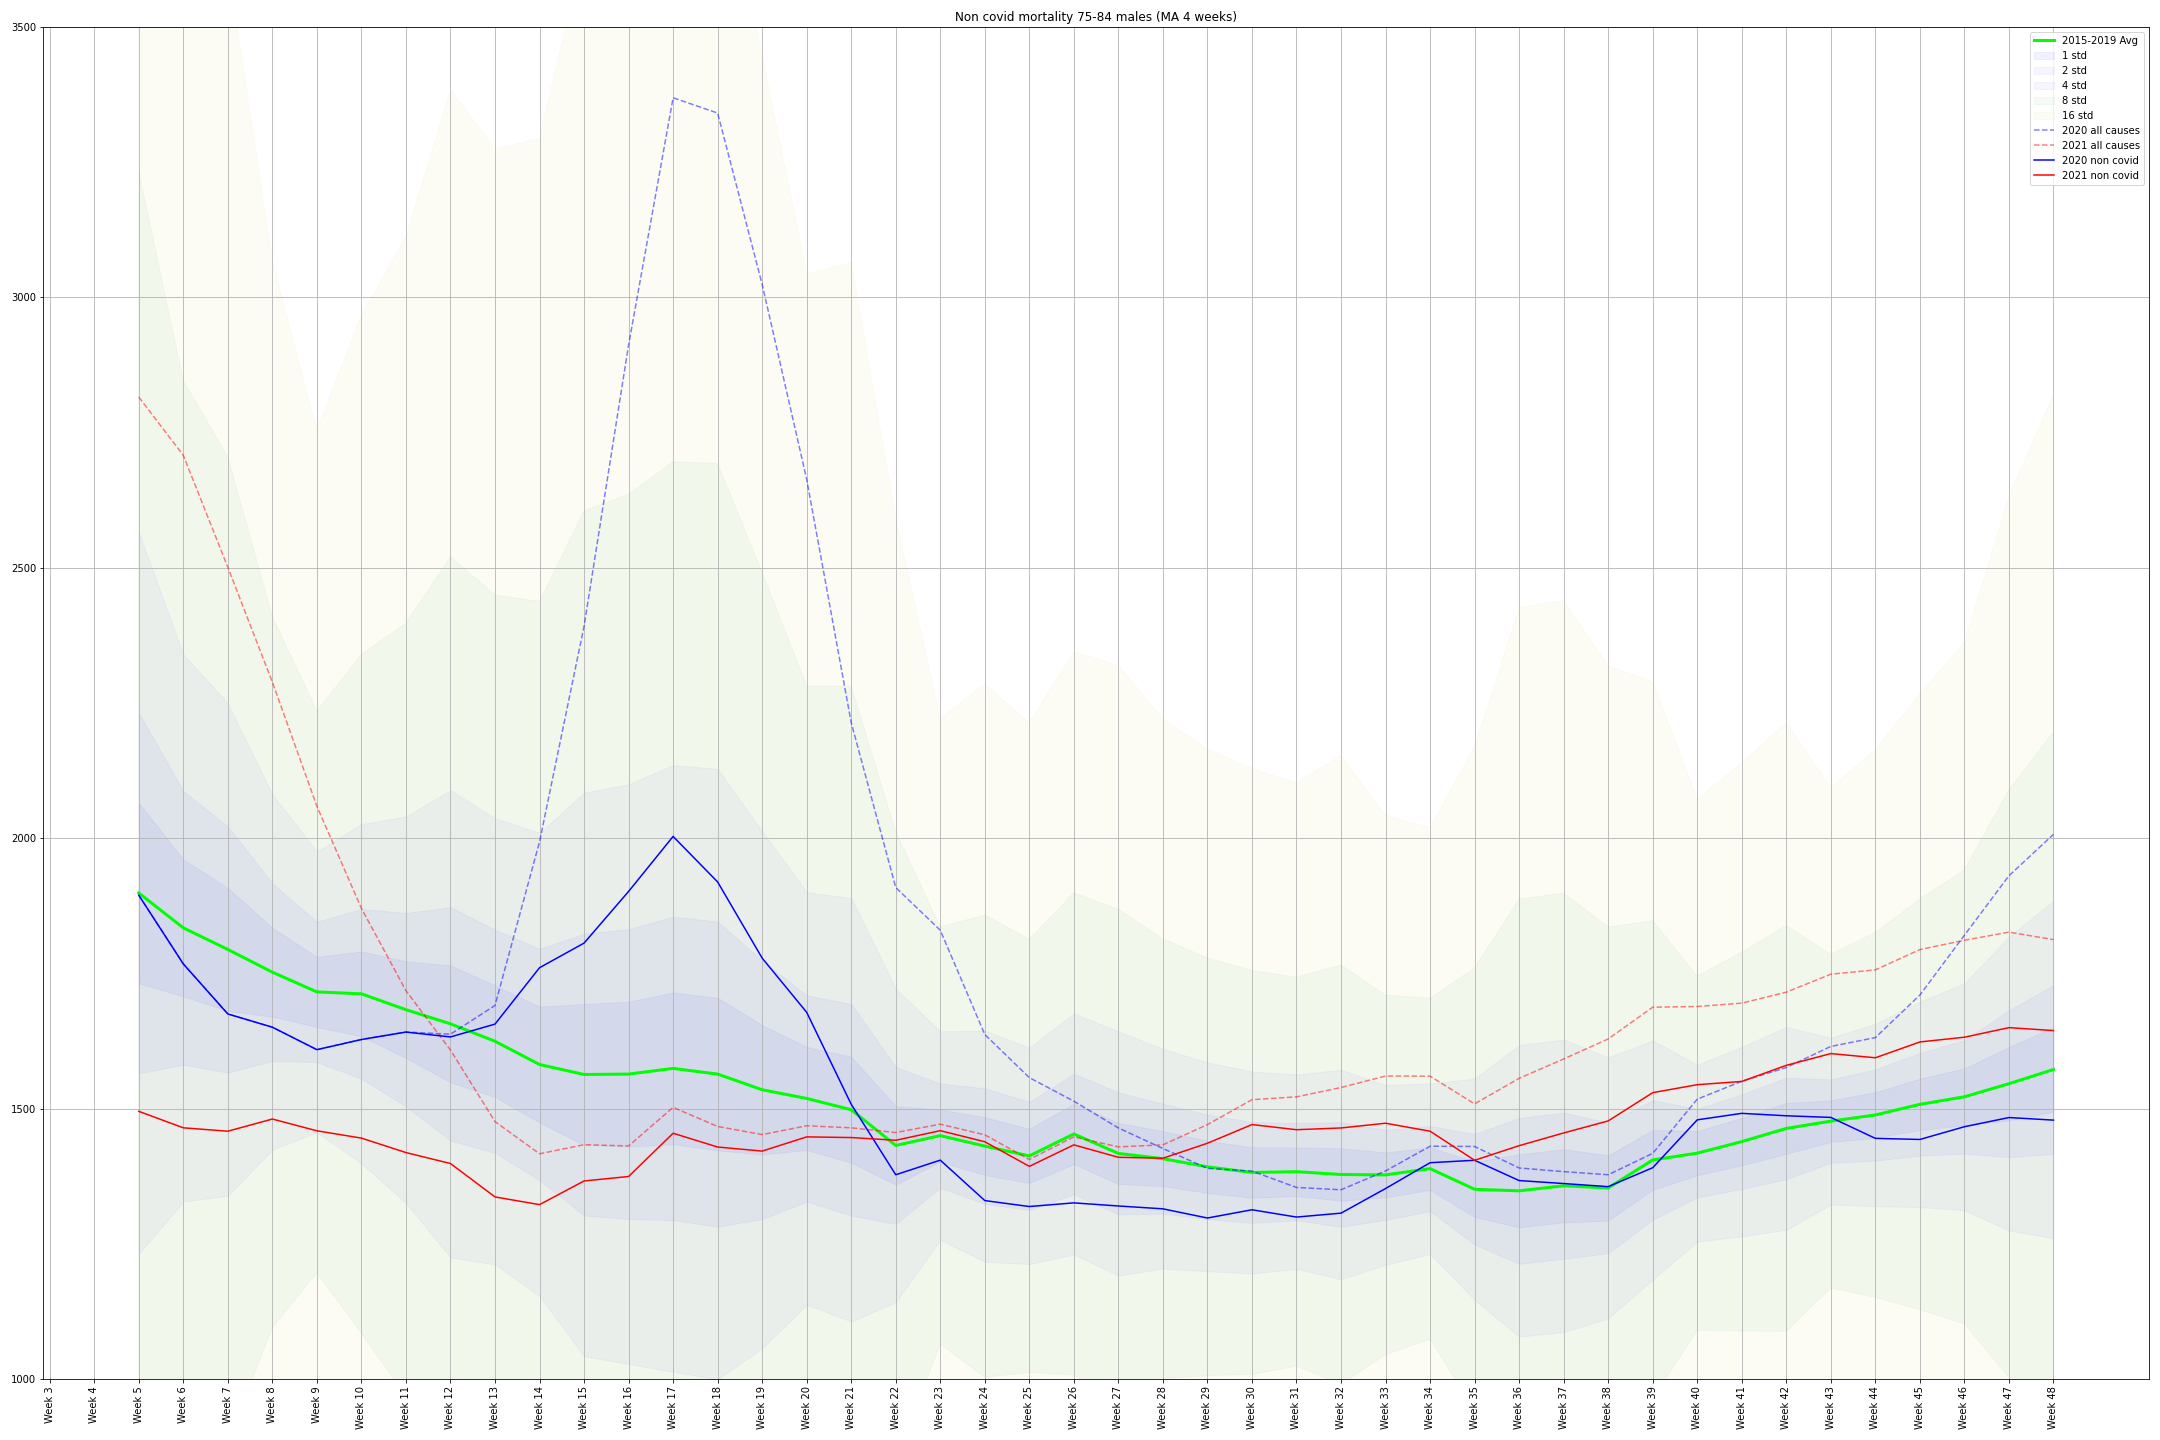 Non covid mortality 75-84 males (MA 4 weeks)
3500
3000
2500
2000
1500
1000
2015-2019 Avg
1 std
2 std
4 std
8 std
16 std
2020 all causes
2021 all causes
2020 non covid
2021 non covid
Week 3
Week 4
Week 5
Week 6
Week 7
Week 8
Week 9
Week 10
Week 11
Week 12
Week 13
Week 14
Week 15
Week 16
Week 17
Week 18
Week 19
Week 20
Week 21
Week 22
Week 23
Week 24
Week 25
Week 26
Week 27
Week 28
Week 29
Week 30
Week 31
Week 32
Week 33
Week 34
Week 35
Week 36
Week 37
Week 38
Week 39
Week 40
Week 41
Week 42
Week 43
Week 44
Week 45
Week 46
Week 47
Week 48